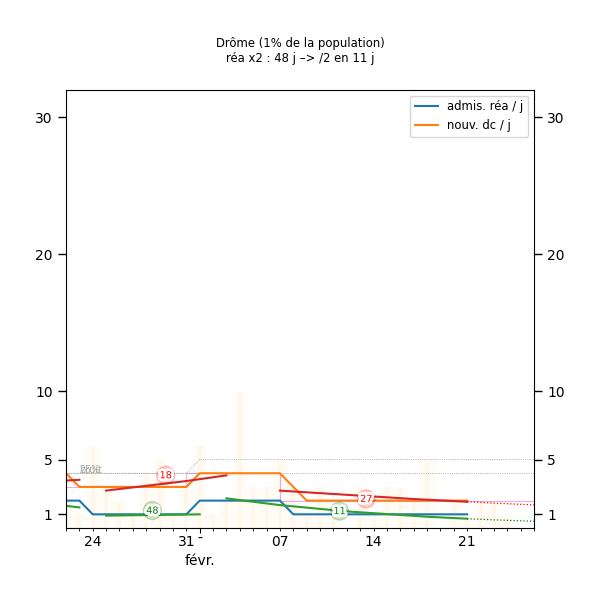 Drôme (1% de la population)
réa x2 : 48 j –> /2 en 11 j
admis. réa / j
nouv. dc / j
30 30
20 20
10 10
5 5
1 1
18
48
27
11
24 31 07 14 21
févr.